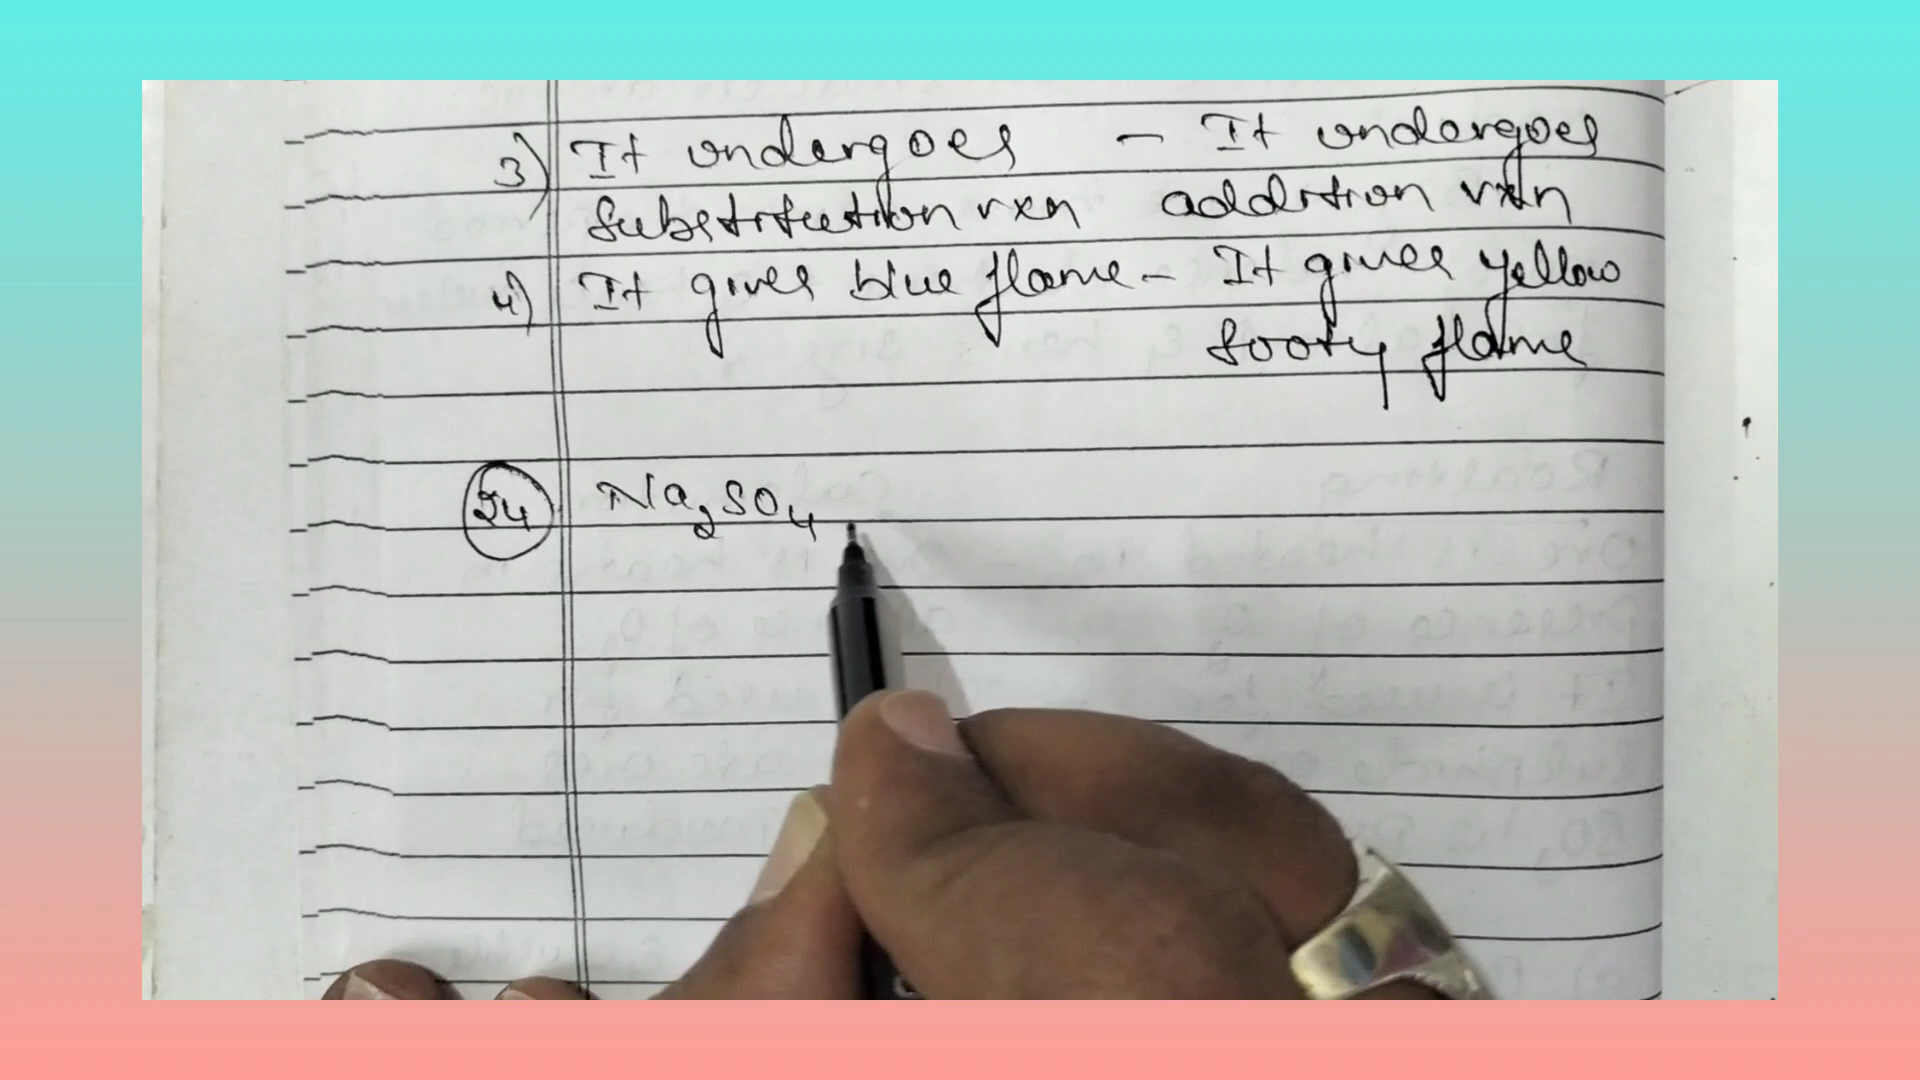 3) It undergoes – It undergoes
substitution rxn addition rxn
4) It gives blue flame – It gives yellow
sooty flame
24 Na₂SO₄